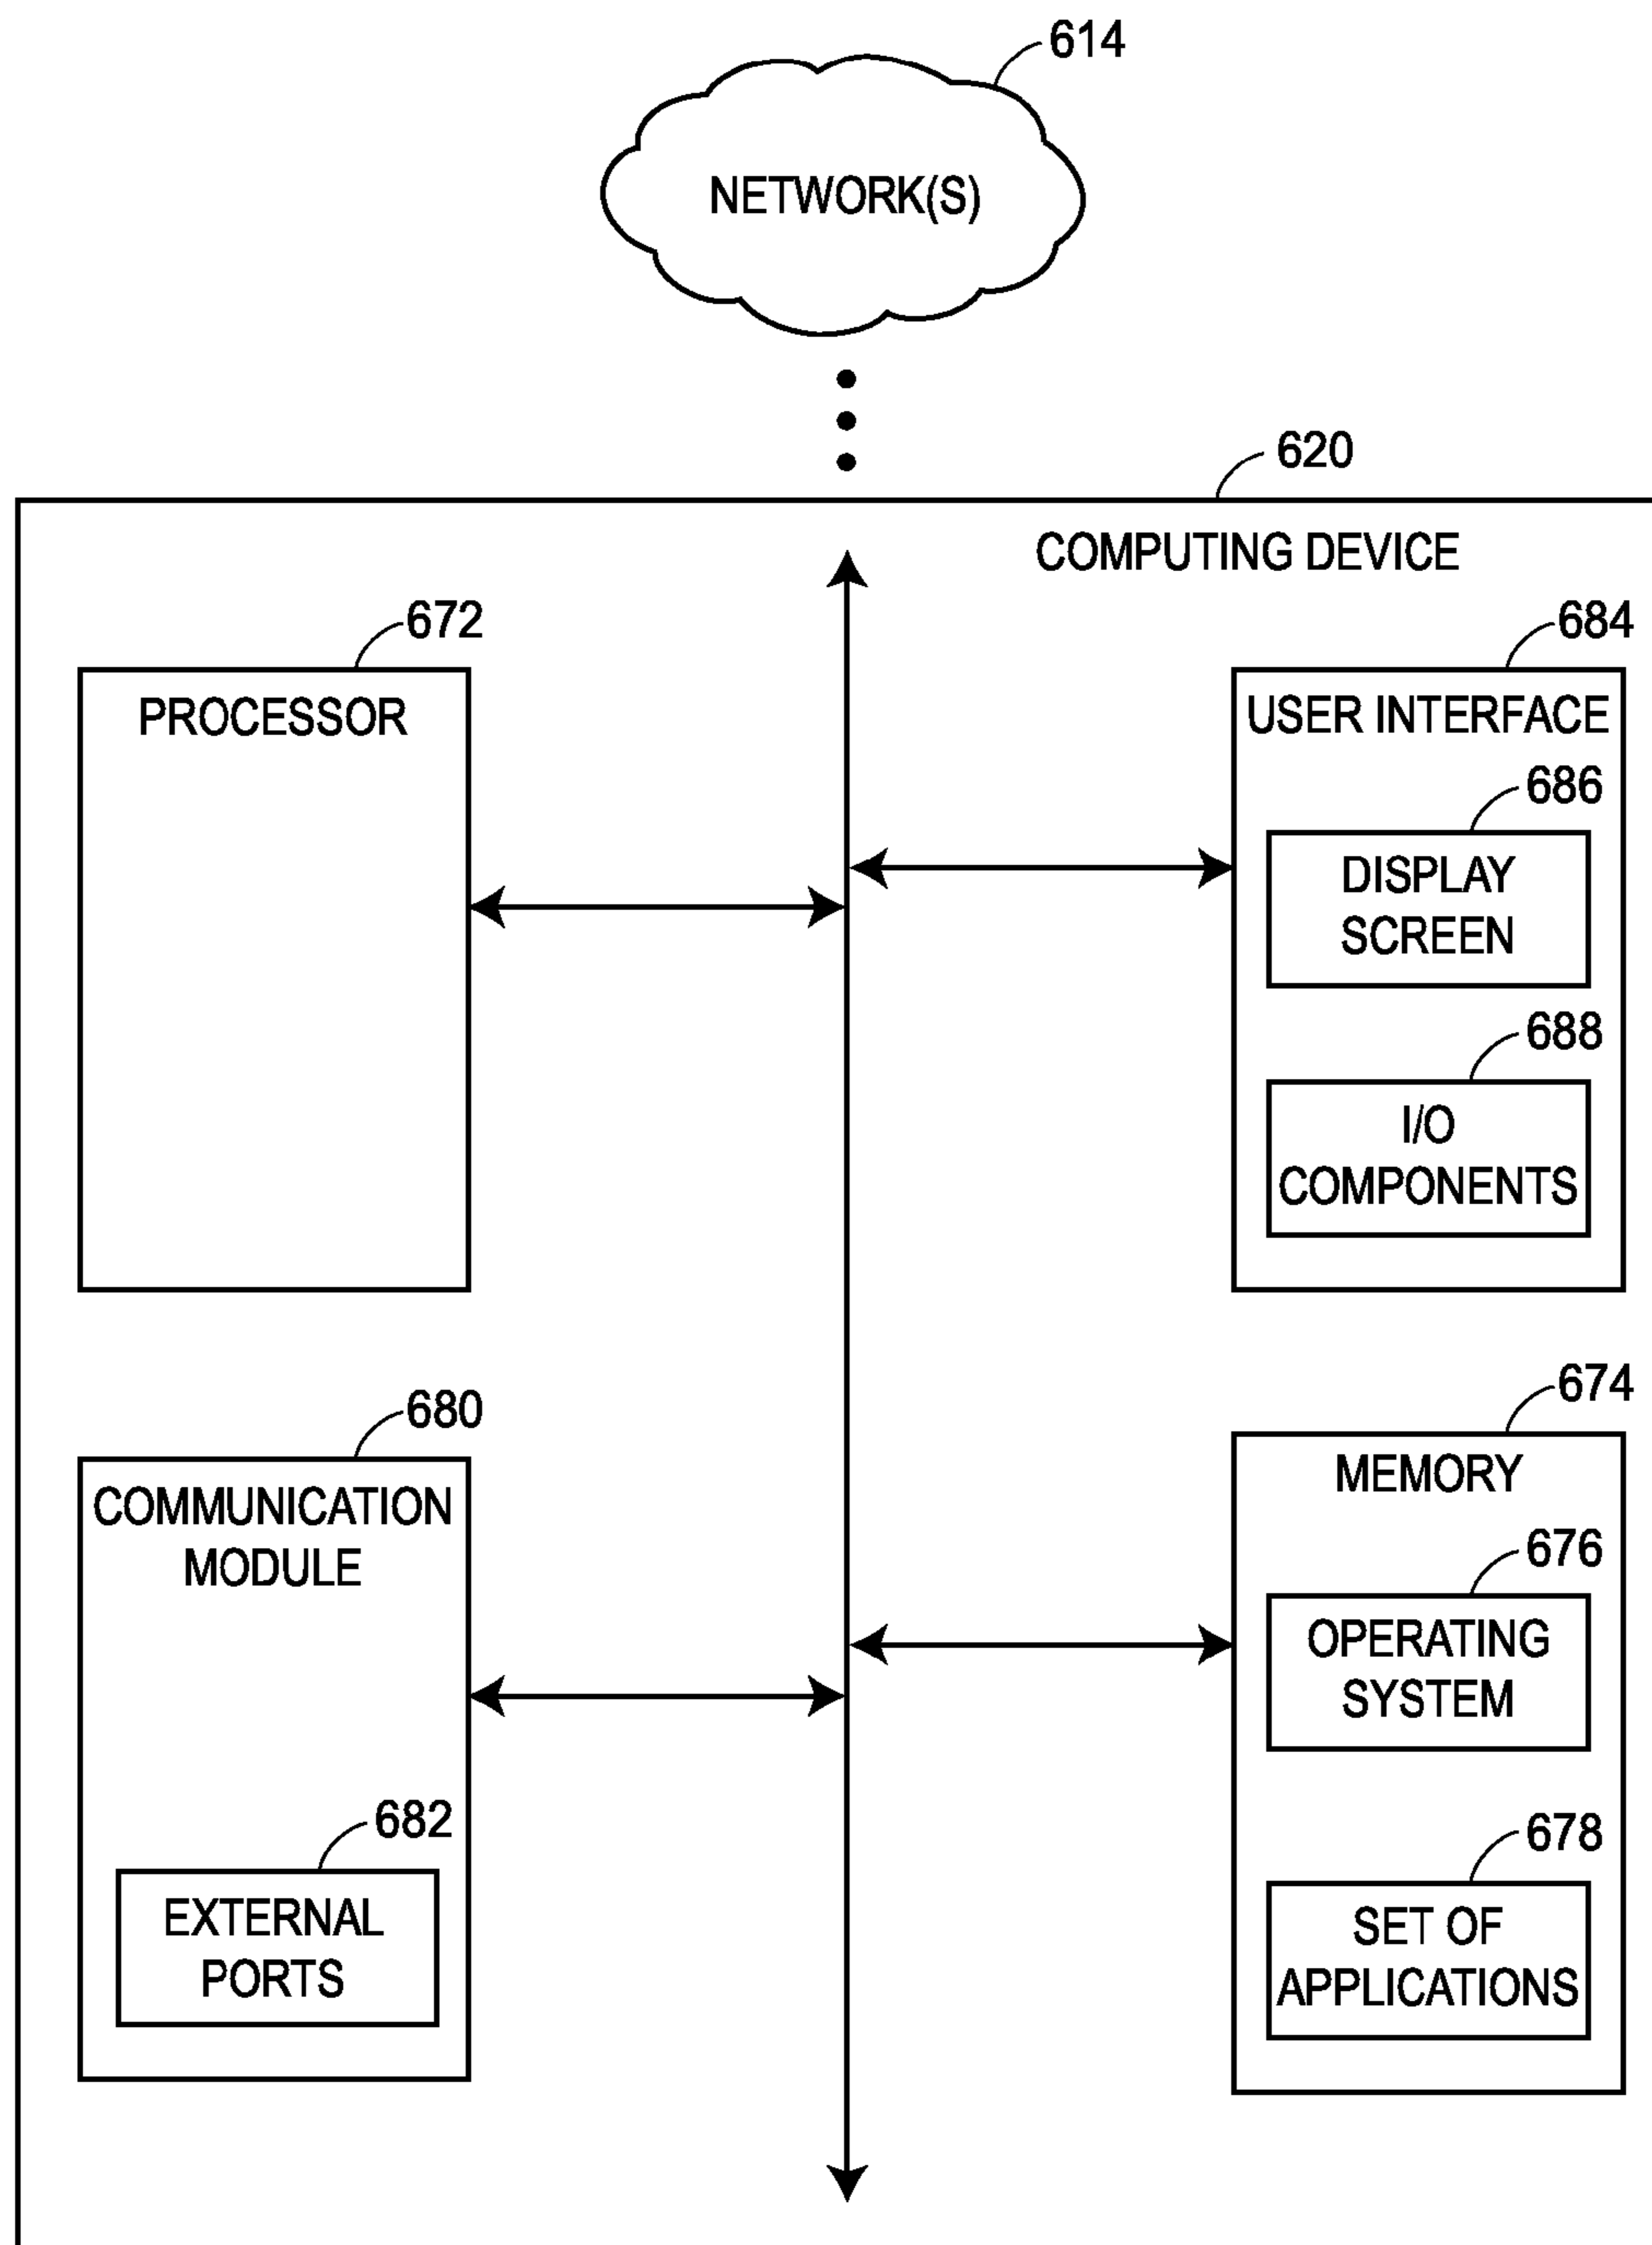 614
NETWORK(S)
620
COMPUTING DEVICE
672
PROCESSOR
684
USER INTERFACE
686
DISPLAY
SCREEN
688
I/O
COMPONENTS
680
COMMUNICATION
MODULE
682
EXTERNAL
PORTS
674
MEMORY
676
OPERATING
SYSTEM
678
SET OF
APPLICATIONS